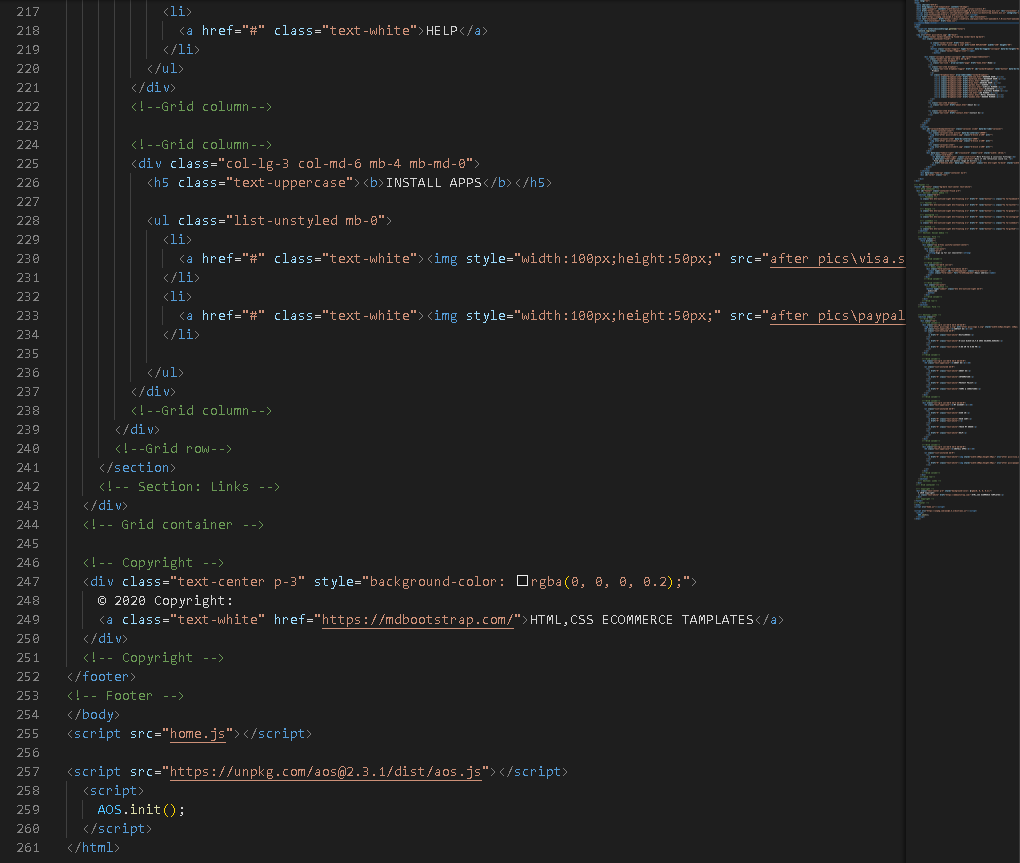 217 <li>
218 <a href="#" class="text-white">HELP</a>
219 </li>
220 </ul>
221 </div>
222 <!--Grid column-->
223
224 <!--Grid column-->
225 <div class="col-lg-3 col-md-6 mb-4 mb-md-0">
226 <h5 class="text-uppercase"><b>INSTALL APPS</b></h5>
227
228 <ul class="list-unstyled mb-0">
229 <li>
230 <a href="#" class="text-white"><img style="width:100px;height:50px;" src="after pics\visa.s
231 </li>
232 <li>
233 <a href="#" class="text-white"><img style="width:100px;height:50px;" src="after pics\paypal
234 </li>
235
236 </ul>
237 </div>
238 <!--Grid column-->
239 </div>
240 <!--Grid row-->
241 </section>
242 <!-- Section: Links -->
243 </div>
244 <!-- Grid container -->
245
246 <!-- Copyright -->
247 <div class="text-center p-3" style="background-color: rgba(0, 0, 0, 0.2);">
248 © 2020 Copyright:
249 <a class="text-white" href="https://mdbootstrap.com/">HTML,CSS ECOMMERCE TAMPLATES</a>
250 </div>
251 <!-- Copyright -->
252 </footer>
253 <!-- Footer -->
254 </body>
255 <script src="home.js"></script>
256
257 <script src="https://unpkg.com/aos@2.3.1/dist/aos.js"></script>
258 <script>
259 AOS.init();
260 </script>
261 </html>